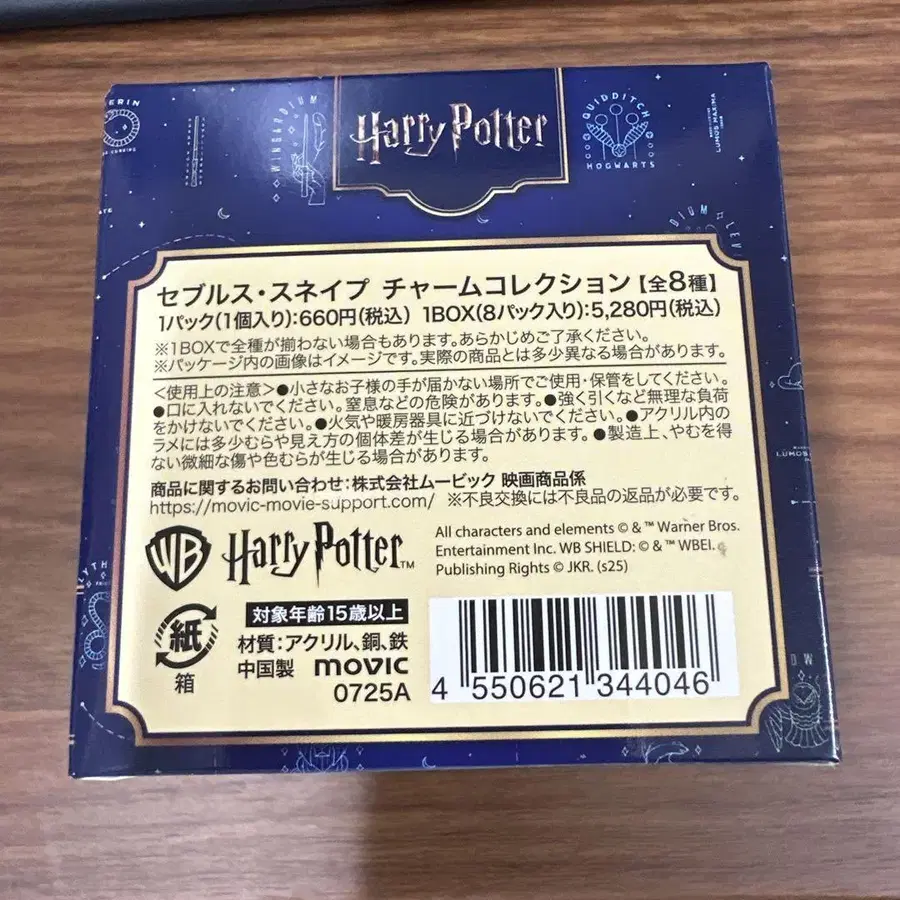 Harry Potter
WINGARDIUM
QUIDDITCH
HOGWARTS
LUMOS MAXIMA
セブルス・スネイプ チャームコレクション【全8種】
1パック(1個入り):660円(税込) 1BOX(8パック入り):5,280円(税込)
※1BOXで全種が揃わない場合もあります。あらかじめご了承ください。
※パッケージ内の画像はイメージです。実際の商品とは多少異なる場合があります。
<使用上の注意>●小さなお子様の手が届かない場所でご使用・保管をしてください。
●口に入れないでください。窒息などの危険があります。●強く引くなど無理な負荷
をかけないでください。●火気や暖房器具に近づけないでください。●アクリル内の
ラメには多少むらや見え方の個体差が生じる場合があります。●製造上、やむを得
ない微細な傷や色むらが生じる場合があります。
商品に関するお問い合わせ:株式会社ムービック 映画商品係
https://movic-movie-support.com/ ※不良交換には不良品の返品が必要です。
WB Harry Potter™
All characters and elements © & ™ Warner Bros.
Entertainment Inc. WB SHIELD: © & ™ WBEI.
Publishing Rights © JKR. (s25)
紙
箱
対象年齢15歳以上
材質:アクリル、銅、鉄
中国製 movic
0725A
4 550621 344046